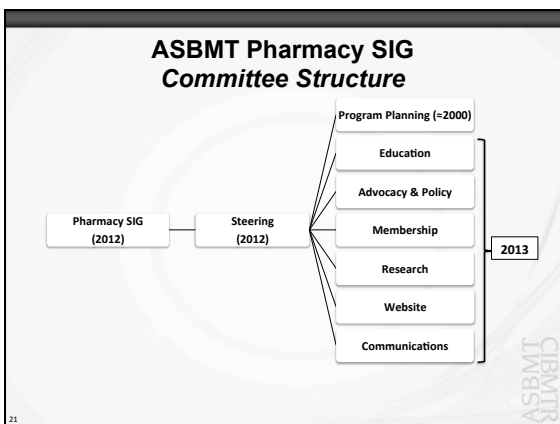 ASBMT Pharmacy SIG
Committee Structure
Pharmacy SIG
(2012)
Steering
(2012)
Program Planning (≈2000)
Education
Advocacy & Policy
Membership
Research
Website
Communications
2013
21
ASBMT
CIBMTR